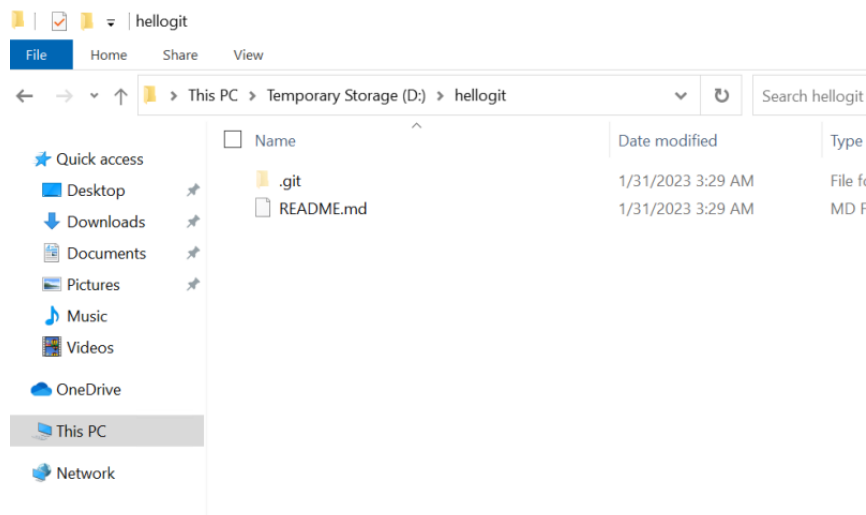 hellogit
File Home Share View
This PC > Temporary Storage (D:) > hellogit Search hellogit
Name Date modified Type
Quick access
Desktop
Downloads
Documents
Pictures
Music
Videos
OneDrive
This PC
Network
.git 1/31/2023 3:29 AM File f
README.md 1/31/2023 3:29 AM MD F